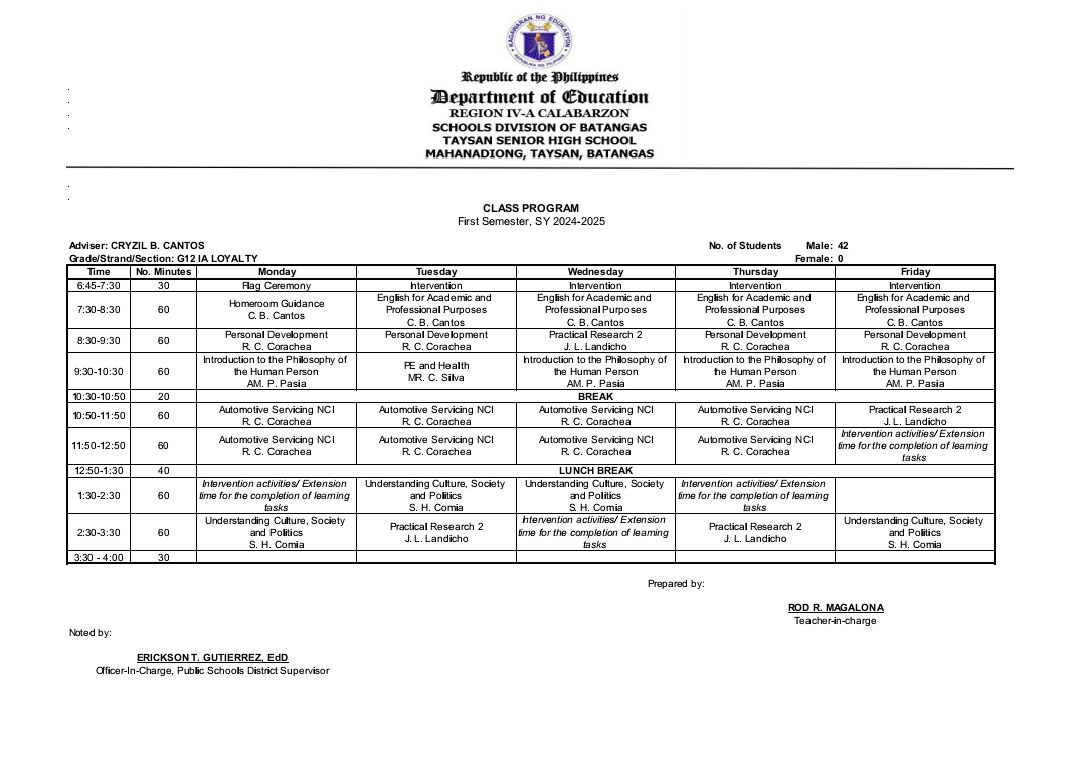 KAGAWARAN NG EDUKASYON
REPUBLIKA NG PILIPINAS
Republic of the Philippines
Department of Education
REGION IV-A CALABARZON
SCHOOLS DIVISION OF BATANGAS
TAYSAN SENIOR HIGH SCHOOL
MAHANADIONG, TAYSAN, BATANGAS
CLASS PROGRAM
First Semester, SY 2024-2025
Adviser: CRYZIL B. CANTOS No. of Students Male: 42
Grade/Strand/Section: G12 IA LOYALTY Female: 0
Time No. Minutes Monday Tuesday Wednesday Thursday Friday
6:45-7:30 30 Flag Ceremony Intervention Intervention Intervention Intervention
English for Academic and English for Academic and English for Academic and English for Academic and
7:30-8:30 60 Homeroom Guidance Professional Purposes Professional Purposes Professional Purposes Professional Purposes
C. B. Cantos C. B. Cantos C. B. Cantos C. B. Cantos C. B. Cantos
8:30-9:30 60 Personal Development Personal Development Practical Research 2 Personal Development Personal Development
R. C. Corachea R. C. Corachea J. L. Landicho R. C. Corachea R. C. Corachea
Introduction to the Philosophy of PE and Health Introduction to the Philosophy of Introduction to the Philosophy of Introduction to the Philosophy of
9:30-10:30 60 the Human Person MR. C. Siilva the Human Person the Human Person the Human Person
AM. P. Pasia AM. P. Pasia AM. P. Pasia AM. P. Pasia
10:30-10:50 20 BREAK
10:50-11:50 60 Automotive Servicing NCI Automotive Servicing NCI Automotive Servicing NCI Automotive Servicing NCI Practical Research 2
R. C. Corachea R. C. Corachea R. C. Corachea R. C. Corachea J. L. Landicho
11:50-12:50 60 Automotive Servicing NCI Automotive Servicing NCI Automotive Servicing NCI Automotive Servicing NCI Intervention activities/ Extension
R. C. Corachea R. C. Corachea R. C. Corachea R. C. Corachea time for the completion of learning
tasks
12:50-1:30 40 LUNCH BREAK
Intervention activities/ Extension Understanding Culture, Society Understanding Culture, Society Intervention activities/ Extension
1:30-2:30 60 time for the completion of learning and Politiics and Politiics time for the completion of learning
tasks S. H. Comia S. H. Comia tasks
Understanding Culture, Society Practical Research 2 Intervention activities/ Extension Practical Research 2 Understanding Culture, Society
2:30-3:30 60 and Politiics J. L. Landicho time for the completion of learning J. L. Landicho and Politiics
S. H. Comia tasks S. H. Comia
3:30 - 4:00 30
Prepared by:
ROD R. MAGALONA
Teacher-in-charge
Noted by:
ERICKSON T. GUTIERREZ, EdD
Officer-In-Charge, Public Schools District Supervisor